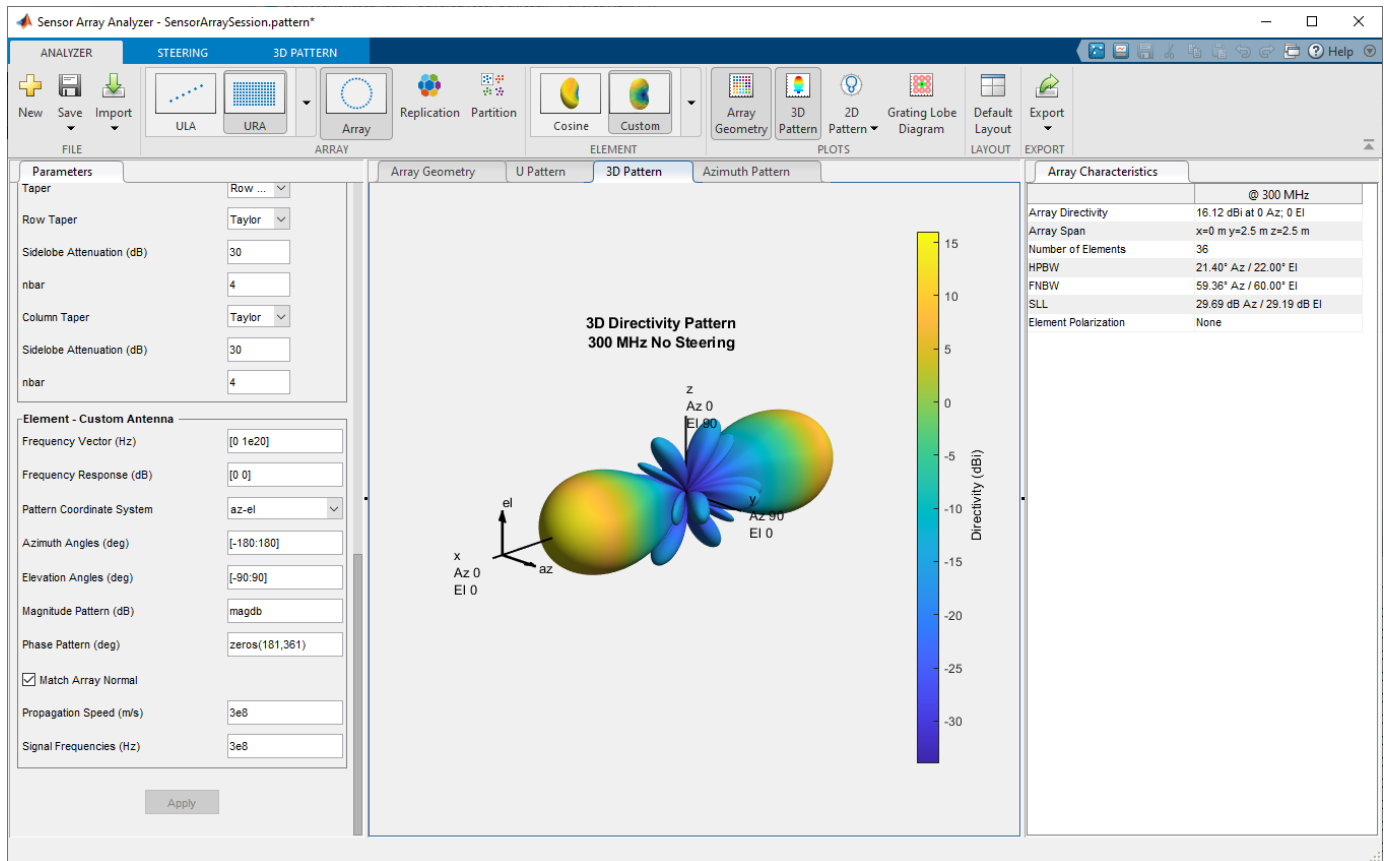 Sensor Array Analyzer - SensorArraySession.pattern*
ANALYZER STEERING 3D PATTERN
Help
New Save Import
ULA URA Array
Replication Partition
Cosine Custom
Array Geometry
3D Pattern
2D Pattern
Grating Lobe Diagram
Default Layout
Export
FILE ARRAY ELEMENT PLOTS LAYOUT EXPORT
Parameters
Taper Row ...
Row Taper Taylor
Sidelobe Attenuation (dB) 30
nbar 4
Column Taper Taylor
Sidelobe Attenuation (dB) 30
nbar 4
Element - Custom Antenna
Frequency Vector (Hz) [0 1e20]
Frequency Response (dB) [0 0]
Pattern Coordinate System az-el
Azimuth Angles (deg) [-180:180]
Elevation Angles (deg) [-90:90]
Magnitude Pattern (dB) magdb
Phase Pattern (deg) zeros(181,361)
Match Array Normal
Propagation Speed (m/s) 3e8
Signal Frequencies (Hz) 3e8
Apply
Array Geometry U Pattern 3D Pattern Azimuth Pattern
3D Directivity Pattern
300 MHz No Steering
z
Az 0
El 90
y
Az 90
El 0
el
az
x
Az 0
El 0
15
10
5
0
-5
-10
-15
-20
-25
-30
Directivity (dBi)
Array Characteristics
@ 300 MHz
Array Directivity 16.12 dBi at 0 Az; 0 El
Array Span x=0 m y=2.5 m z=2.5 m
Number of Elements 36
HPBW 21.40° Az / 22.00° El
FNBW 59.36° Az / 60.00° El
SLL 29.69 dB Az / 29.19 dB El
Element Polarization None